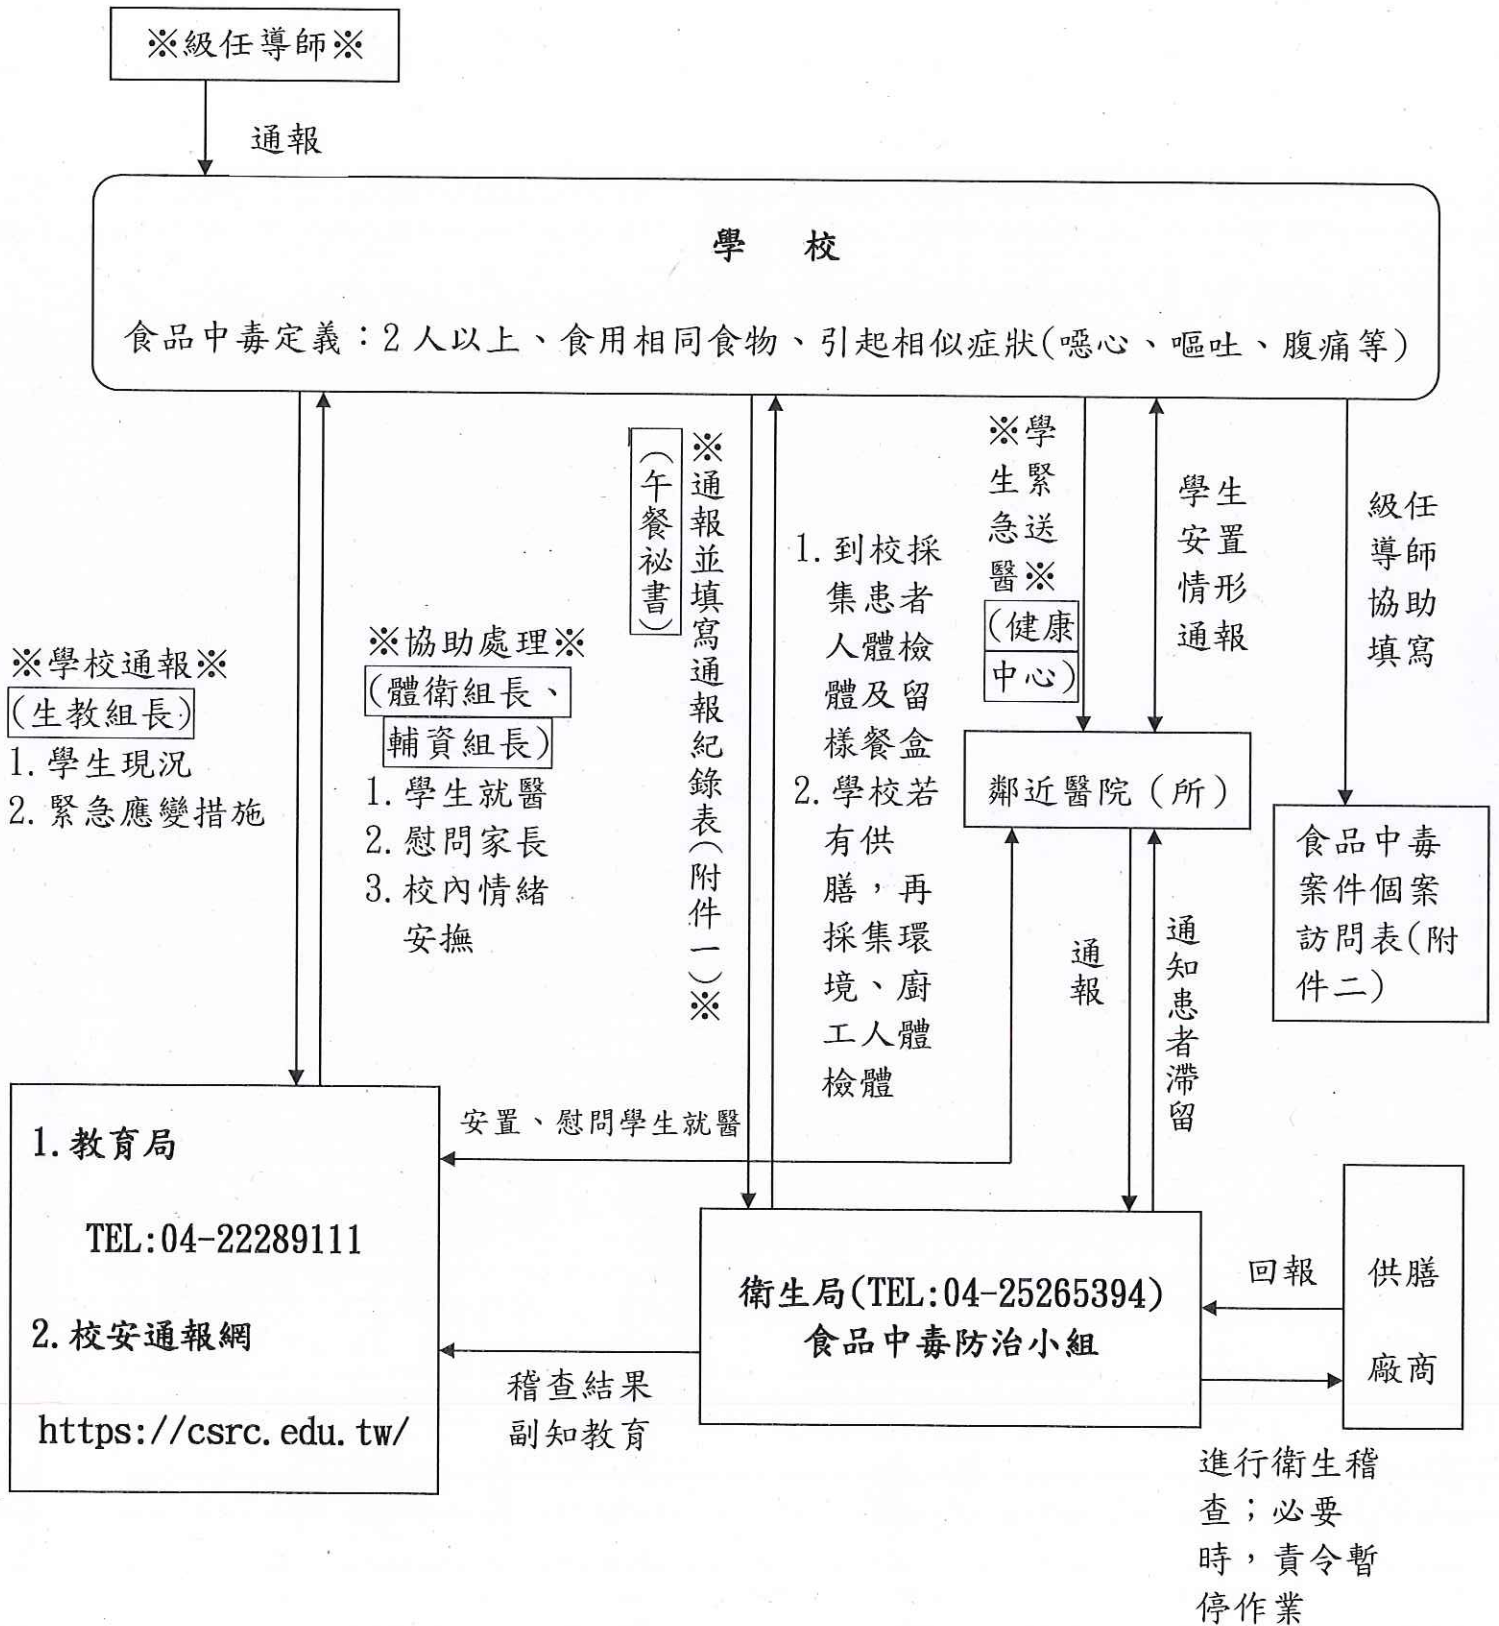 ※級任導師※
通報
學 校
食品中毒定義：2 人以上、食用相同食物、引起相似症狀(噁心、嘔吐、腹痛等)
※學校通報※
(生教組長)
1. 學生現況
2. 緊急應變措施
※協助處理※
(體衛組長、
輔資組長)
1. 學生就醫
2. 慰問家長
3. 校內情緒
安撫
※通報並填寫通報紀錄表(附件一)※
(午餐祕書)
1. 到校採
集患者
人體檢
體及留
樣餐盒
2. 學校若
有供
膳，再
採集環
境、廚
工人體
檢體
※學
生緊
急送
醫※
(健康
中心)
學生
安置
情形
通報
級任
導師
協助
填寫
鄰近醫院（所）
食品中毒
案件個案
訪問表(附
件二)
通報
通知患者滯留
安置、慰問學生就醫
1. 教育局
TEL:04-22289111
2. 校安通報網
https://csrc.edu.tw/
衛生局(TEL:04-25265394)
食品中毒防治小組
稽查結果
副知教育
回報
供膳
廠商
進行衛生稽
查；必要
時，責令暫
停作業